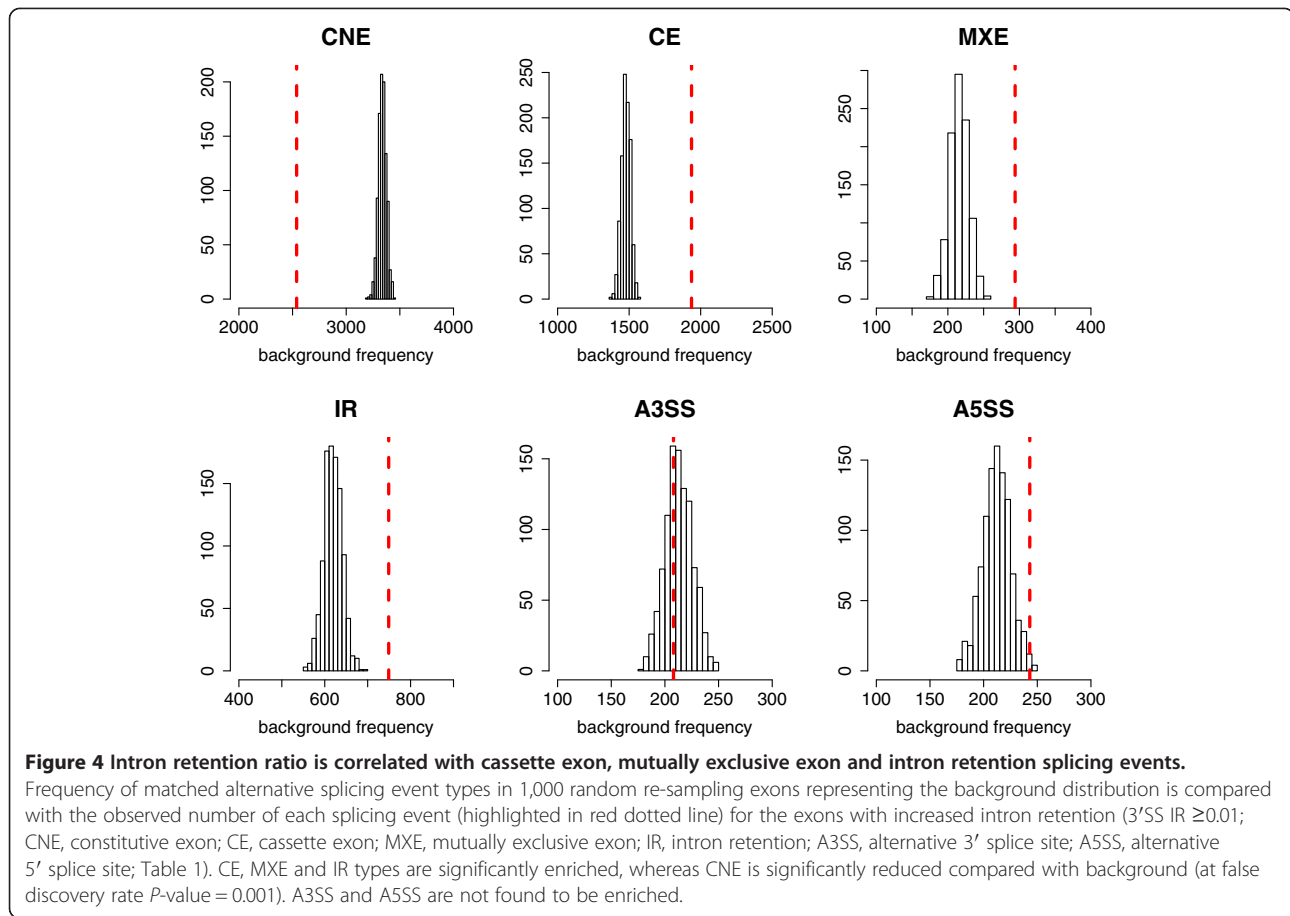 CNE
CE
MXE
200
150
100
50
0
2000
3000
4000
background frequency
250
200
150
100
50
0
1000
1500
2000
2500
background frequency
250
150
50
0
100
200
300
400
background frequency
IR
A3SS
A5SS
150
100
50
0
400
600
800
background frequency
150
100
50
0
100
150
200
250
300
background frequency
150
100
50
0
100
150
200
250
300
background frequency
Figure 4 Intron retention ratio is correlated with cassette exon, mutually exclusive exon and intron retention splicing events.
Frequency of matched alternative splicing event types in 1,000 random re-sampling exons representing the background distribution is compared
with the observed number of each splicing event (highlighted in red dotted line) for the exons with increased intron retention (3′SS IR ≥0.01;
CNE, constitutive exon; CE, cassette exon; MXE, mutually exclusive exon; IR, intron retention; A3SS, alternative 3′ splice site; A5SS, alternative
5′ splice site; Table 1). CE, MXE and IR types are significantly enriched, whereas CNE is significantly reduced compared with background (at false
discovery rate P-value = 0.001). A3SS and A5SS are not found to be enriched.